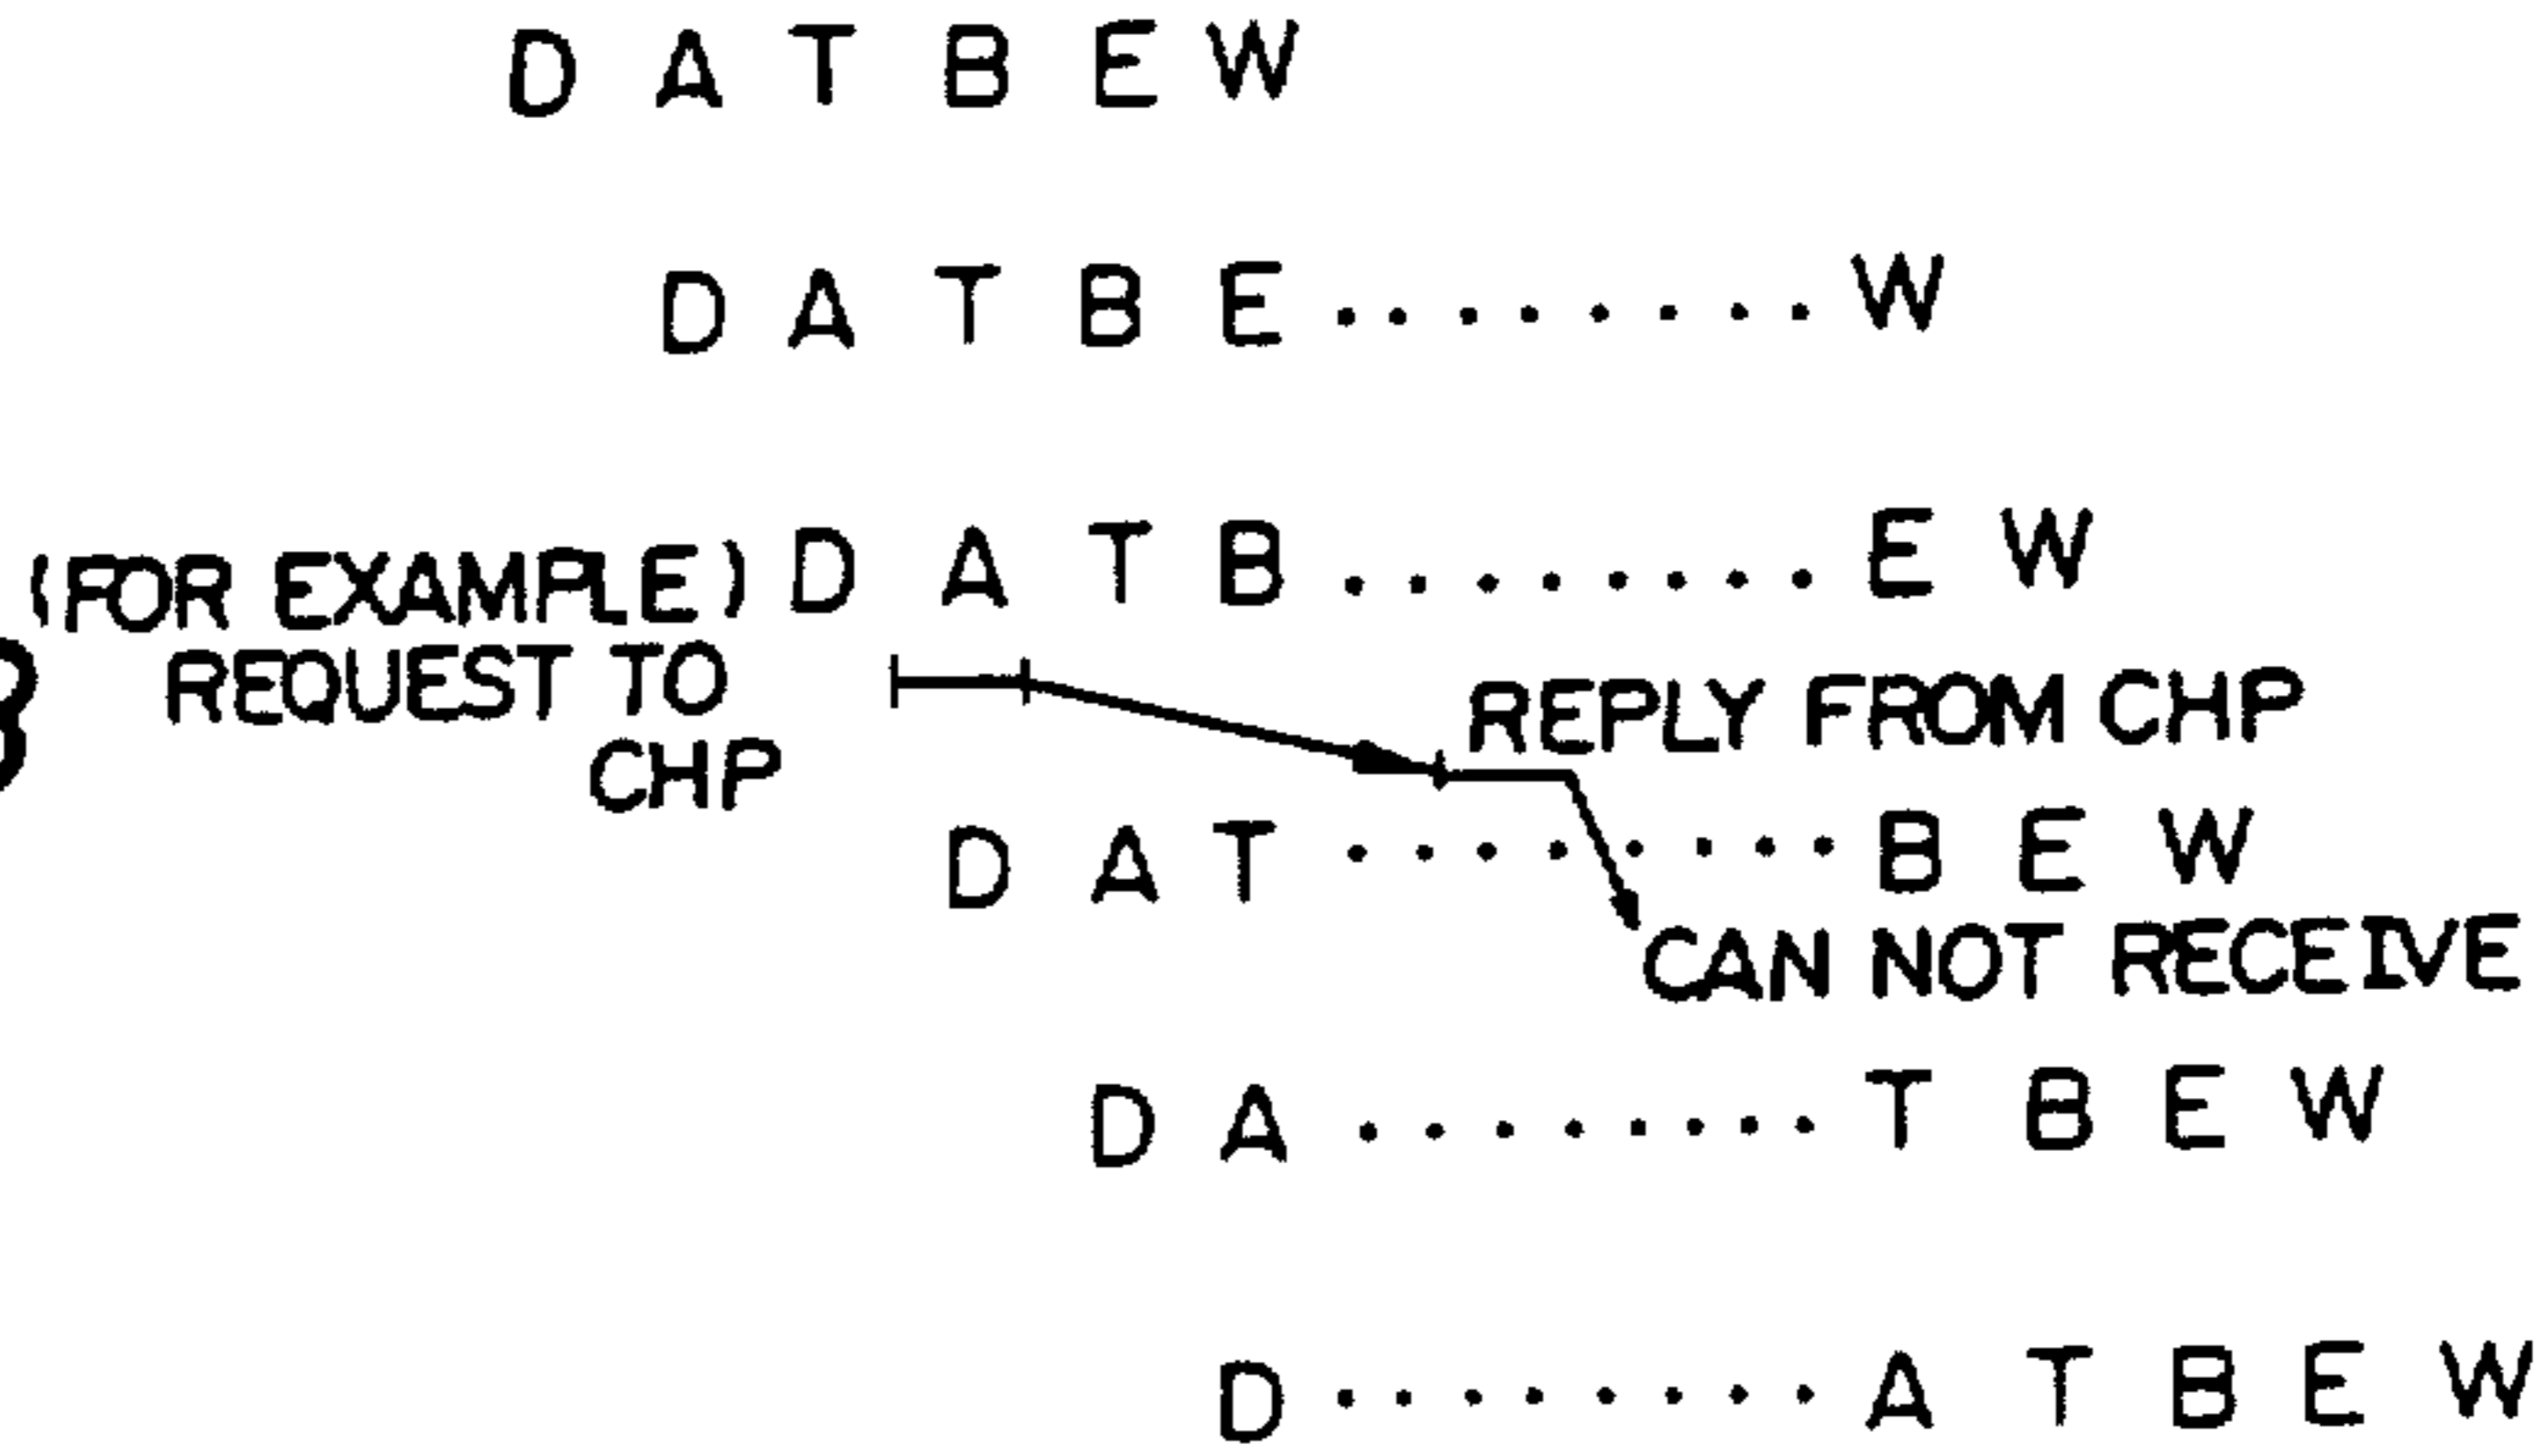 D A T B E W
D A T B E ........ W
(FOR EXAMPLE) D A T B ........ E W
REQUEST TO
CHP
REPLY FROM CHP
D A T ........ B E W
CAN NOT RECEIVE
D A ........ T B E W
D ........ A T B E W